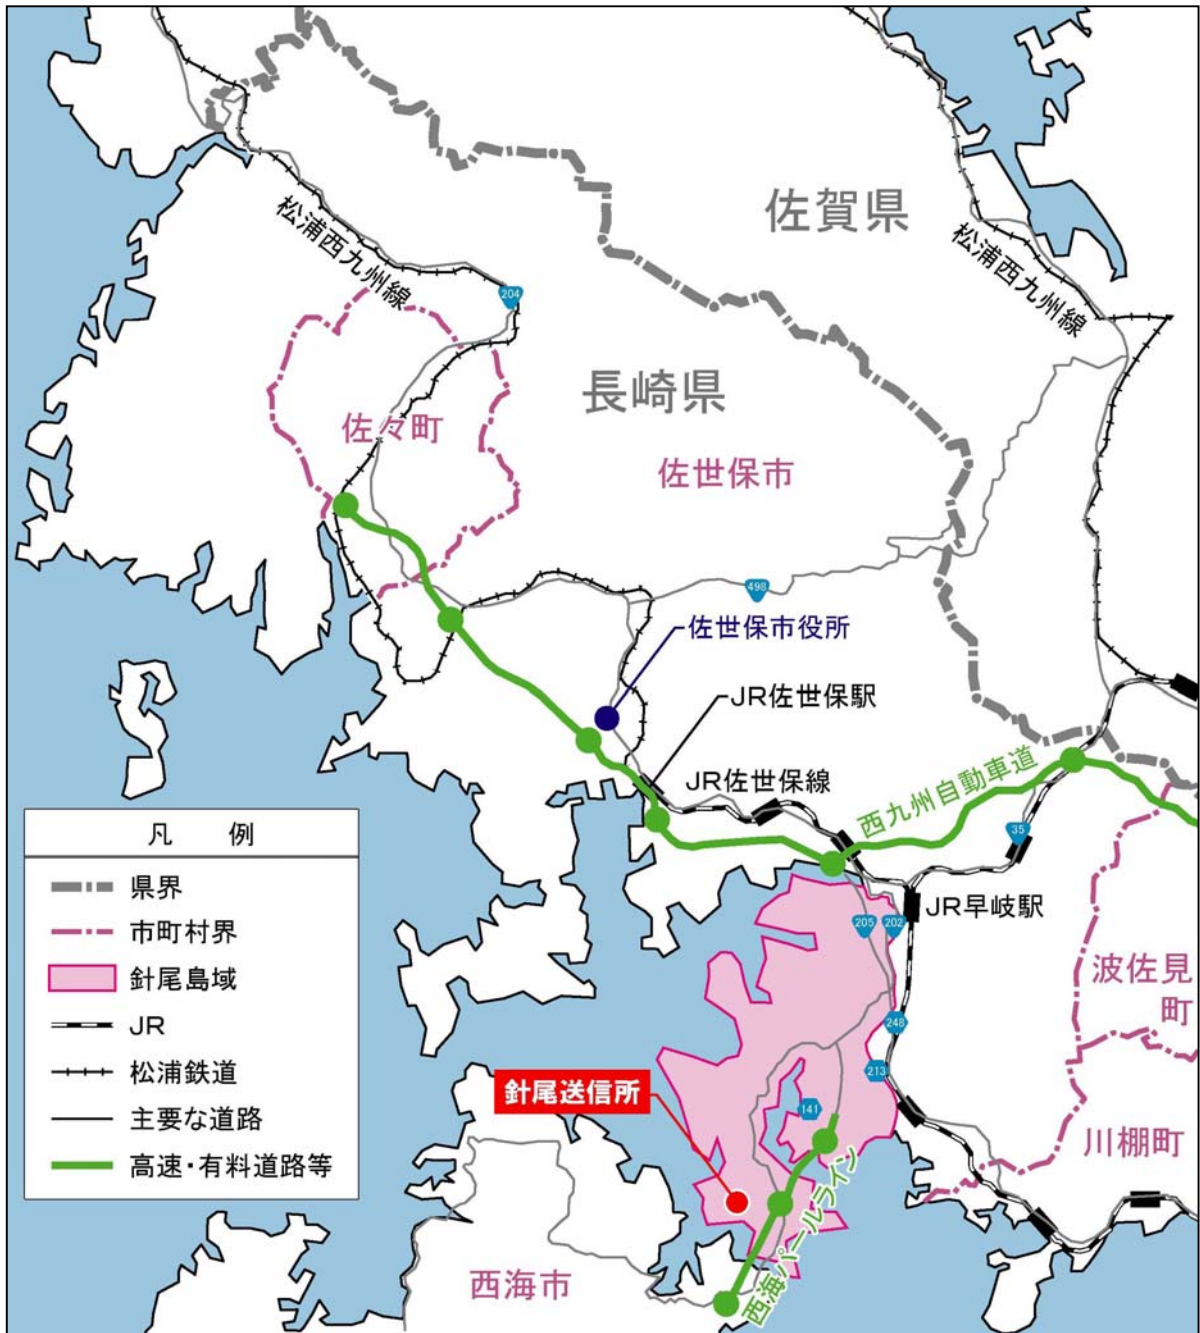 佐賀県
松浦西九州線
松浦西九州線
204
長崎県
佐々町
佐世保市
498
佐世保市役所
JR佐世保駅
JR佐世保線
西九州自動車道
35
JR早岐駅
205
202
波佐見
町
248
213
141
針尾送信所
川棚町
西海パールライン
西海市
凡 例
県界
市町村界
針尾島域
JR
松浦鉄道
主要な道路
高速・有料道路等